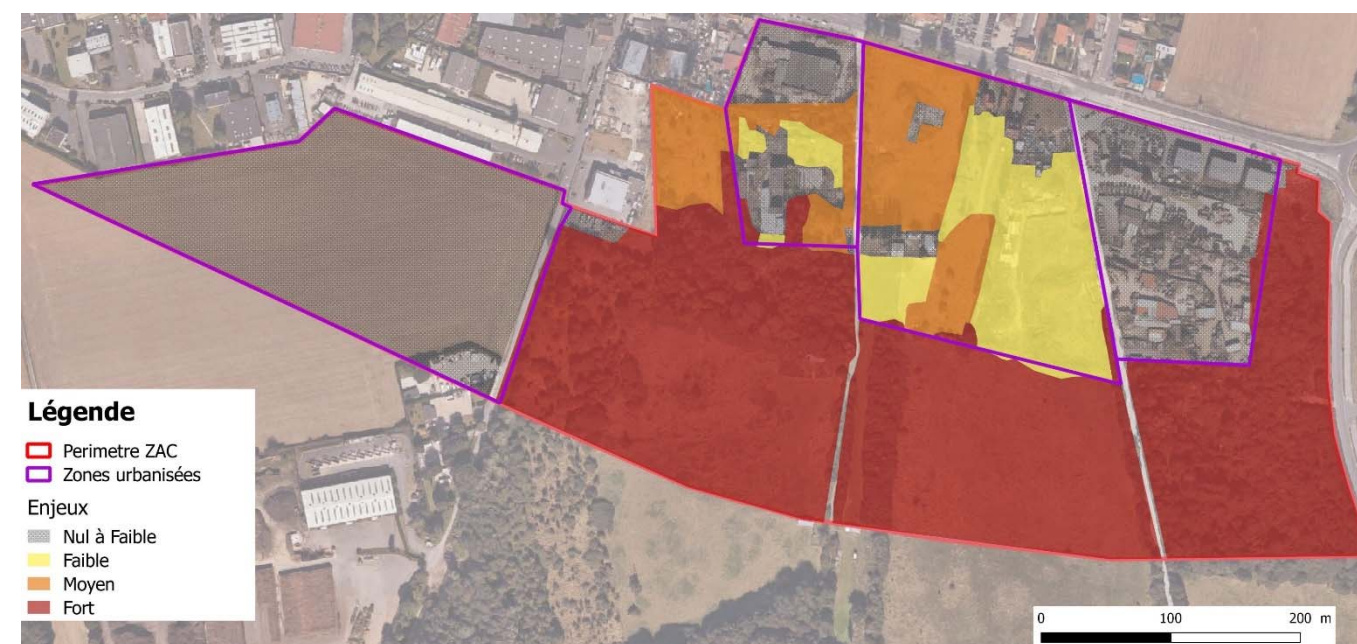 Légende
Perimetre ZAC
Zones urbanisées
Enjeux
Nul à Faible
Faible
Moyen
Fort
0 100 200 m